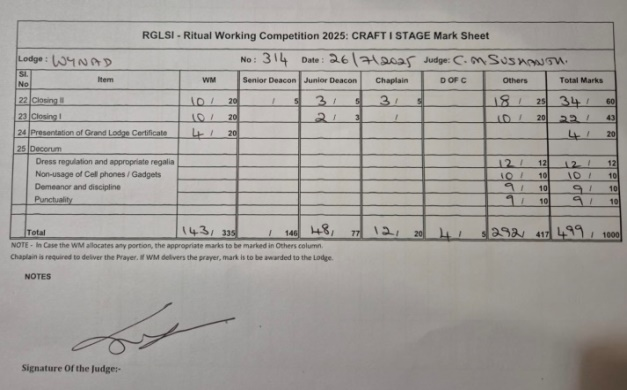 RGLSI - Ritual Working Competition 2025: CRAFT I STAGE Mark Sheet
Lodge: WYNAD No: 314 Date: 26/7/2025 Judge: C. M SUSHANTH.
Sl. No Item WM Senior Deacon Junior Deacon Chaplain D OF C Others Total Marks
22 Closing II 10 / 20 / 5 3 / 5 3 / 5 18 / 25 34 / 60
23 Closing I 10 / 20 2 / 3 / 10 / 20 22 / 43
24 Presentation of Grand Lodge Certificate 4 / 20 4 / 20
25 Decorum
Dress regulation and appropriate regalia 12 / 12 12 / 12
Non-usage of Cell phones / Gadgets 10 / 10 10 / 10
Demeanor and discipline 9 / 10 9 / 10
Punctuality 9 / 10 9 / 10
Total 143 / 335 / 146 48 / 77 12 / 20 4 / 5 292 / 417 499 / 1000
NOTE - In Case the WM allocates any portion, the appropriate marks to be marked in Others column.
Chaplain is required to deliver the Prayer. If WM delivers the prayer, mark is to be awarded to the Lodge.
NOTES
Signature Of the Judge:-